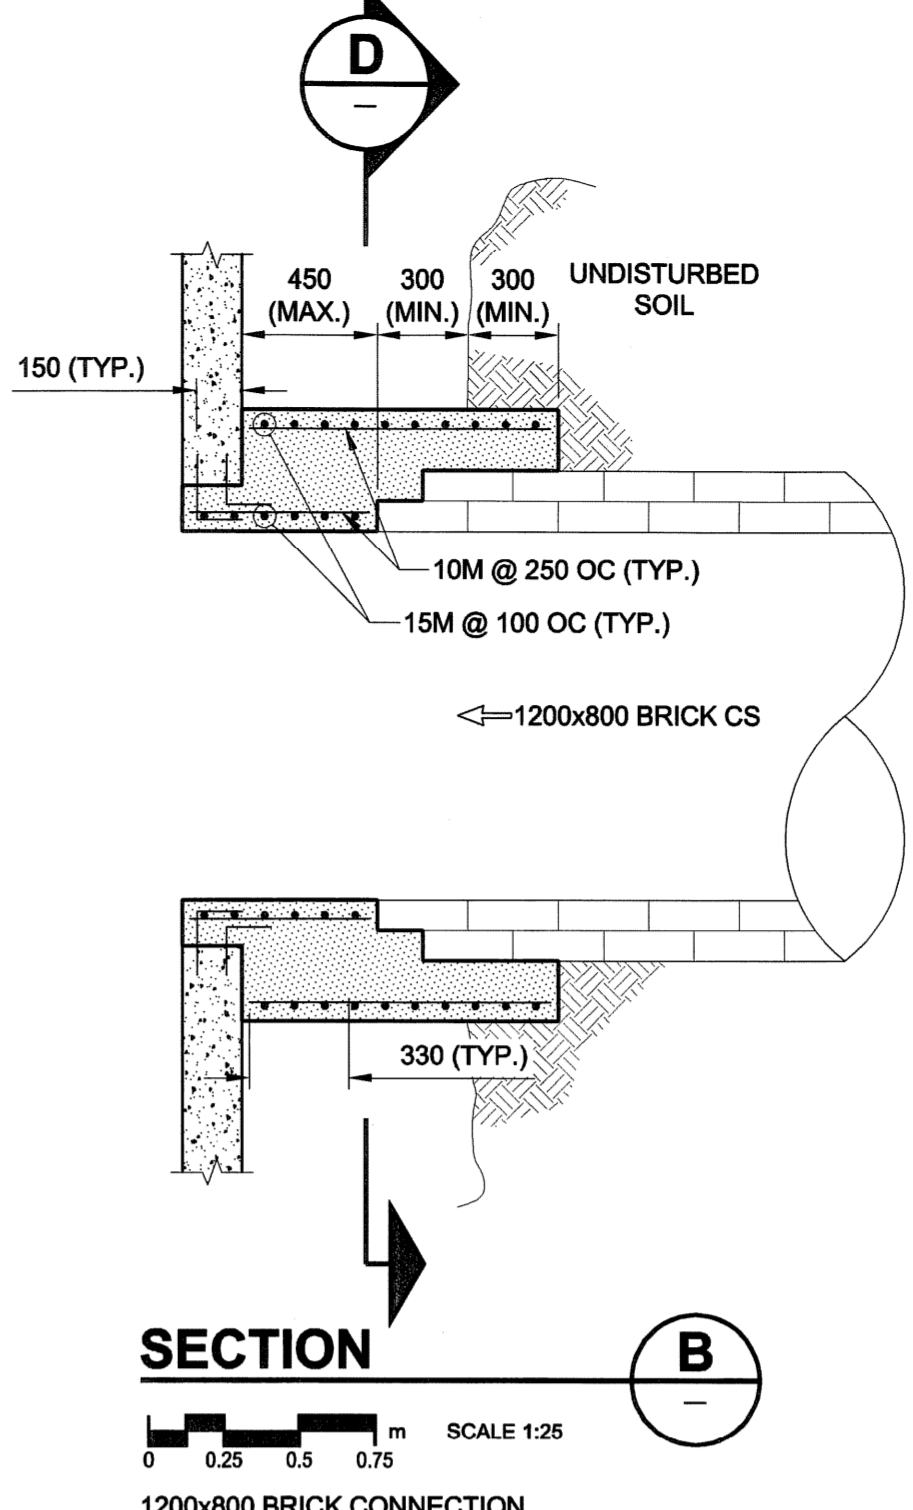 D
–
450
(MAX.)
300
(MIN.)
300
(MIN.)
UNDISTURBED
SOIL
150 (TYP.)
10M @ 250 OC (TYP.)
15M @ 100 OC (TYP.)
1200x800 BRICK CS
330 (TYP.)
SECTION
B
–
m
SCALE 1:25
0 0.25 0.5 0.75
1200x800 BRICK CONNECTION